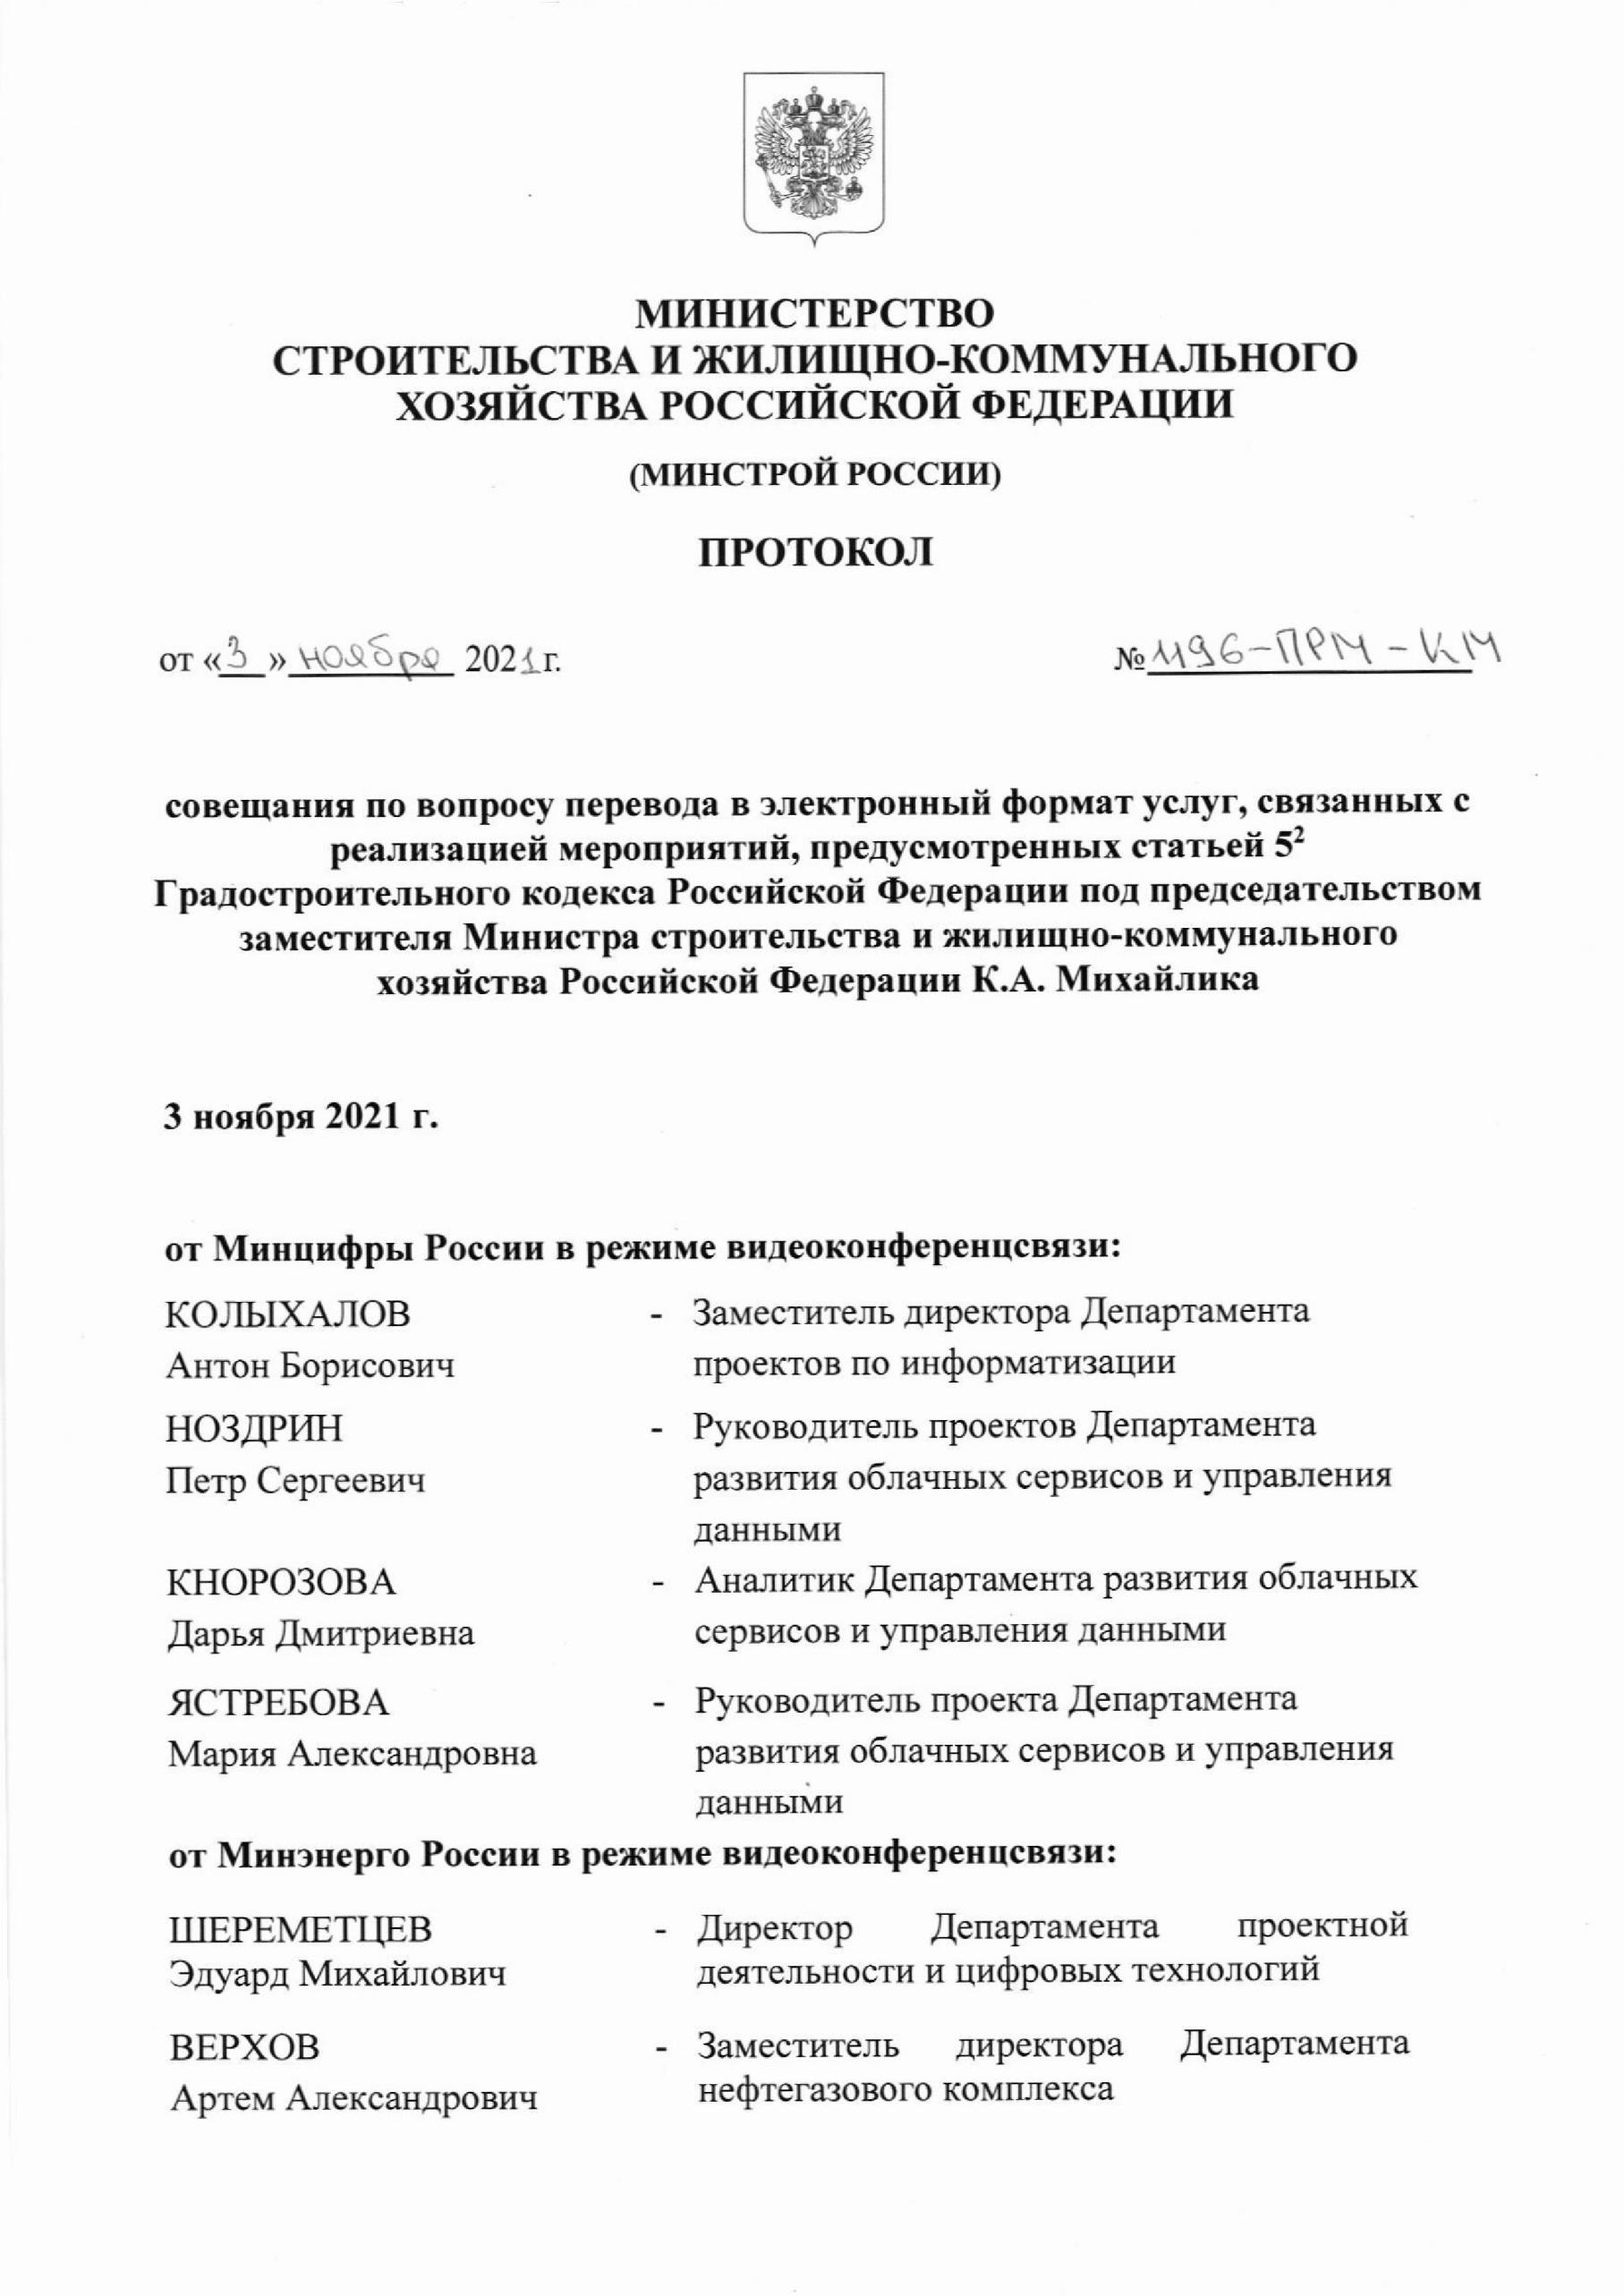 МИНИСТЕРСТВО
СТРОИТЕЛЬСТВА И ЖИЛИЩНО-КОММУНАЛЬНОГО
ХОЗЯЙСТВА РОССИЙСКОЙ ФЕДЕРАЦИИ
(МИНСТРОЙ РОССИИ)
ПРОТОКОЛ
от «3» ноября 2021 г. № 1196-ПРМ-КМ
совещания по вопросу перевода в электронный формат услуг, связанных с
реализацией мероприятий, предусмотренных статьей 5²
Градостроительного кодекса Российской Федерации под председательством
заместителя Министра строительства и жилищно-коммунального
хозяйства Российской Федерации К.А. Михайлика
3 ноября 2021 г.
от Минцифры России в режиме видеоконференцсвязи:
КОЛЫХАЛОВ - Заместитель директора Департамента
Антон Борисович проектов по информатизации
НОЗДРИН - Руководитель проектов Департамента
Петр Сергеевич развития облачных сервисов и управления
данными
КНОРОЗОВА - Аналитик Департамента развития облачных
Дарья Дмитриевна сервисов и управления данными
ЯСТРЕБОВА - Руководитель проекта Департамента
Мария Александровна развития облачных сервисов и управления
данными
от Минэнерго России в режиме видеоконференцсвязи:
ШЕРЕМЕТЦЕВ - Директор Департамента проектной
Эдуард Михайлович деятельности и цифровых технологий
ВЕРХОВ - Заместитель директора Департамента
Артем Александрович нефтегазового комплекса